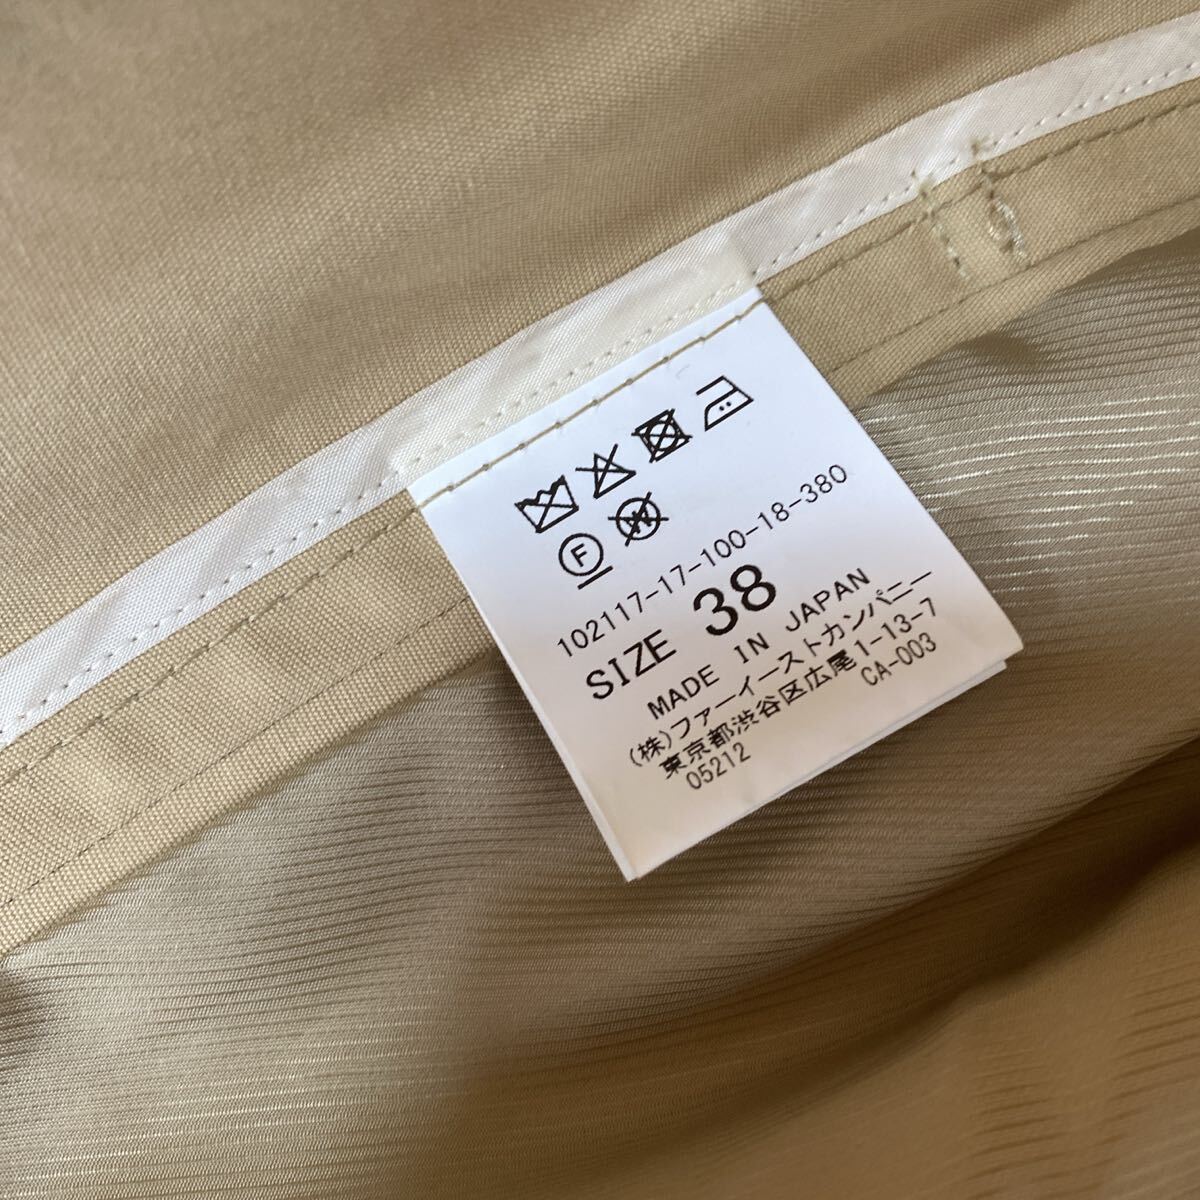 F W
102117-17-100-18-380
SIZE 38
MADE IN JAPAN
(株)ファーイーストカンパニー
東京都渋谷区広尾1-13-7
05212 CA-003